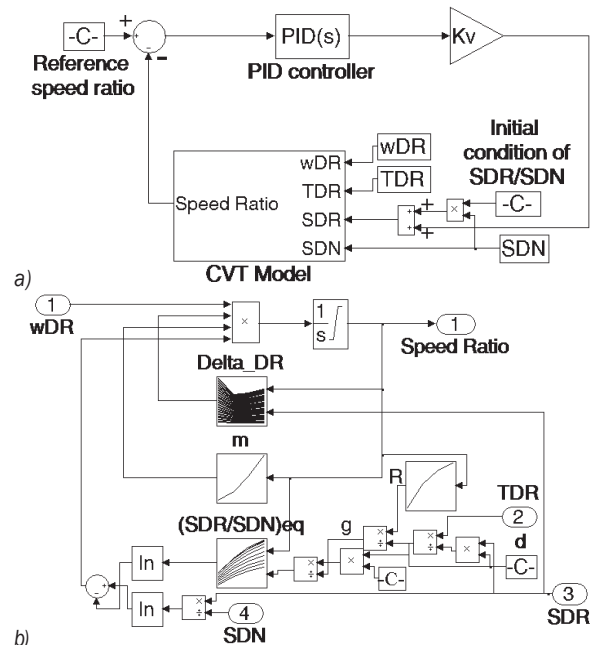 -C-
+
-
Reference
speed ratio
PID(s)
PID controller
Kv
Initial
condition of
SDR/SDN
wDR
wDR
TDR
TDR
Speed Ratio
SDR
+
×
-C-
+
SDN
SDN
CVT Model
a)
1
wDR
×
1
s
1
Speed Ratio
Delta_DR
m
R
TDR
2
(SDR/SDN)eq
g
×
÷
×
÷
×
d
-C-
ln
×
÷
×
-C-
ln
×
÷
4
SDN
3
SDR
b)